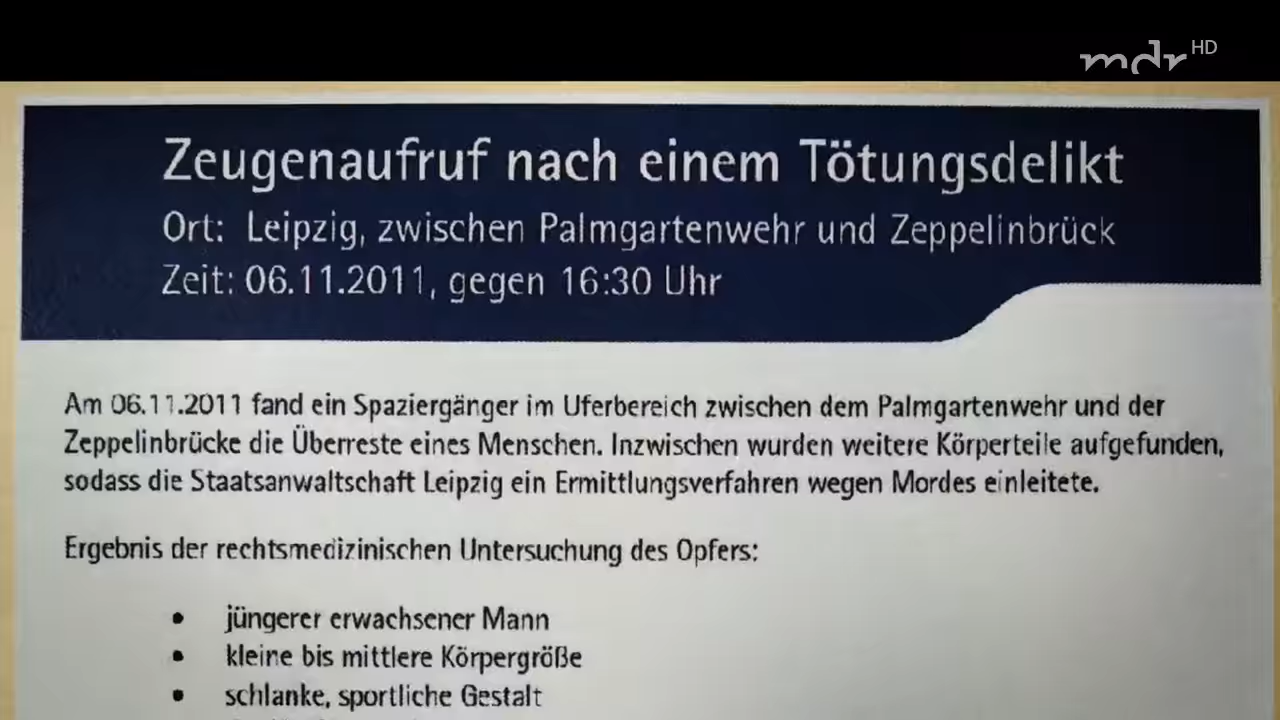 mdr HD
Zeugenaufruf nach einem Tötungsdelikt
Ort: Leipzig, zwischen Palmgartenwehr und Zeppelinbrück
Zeit: 06.11.2011, gegen 16:30 Uhr
Am 06.11.2011 fand ein Spaziergänger im Uferbereich zwischen dem Palmgartenwehr und der
Zeppelinbrücke die Überreste eines Menschen. Inzwischen wurden weitere Körperteile aufgefunden,
sodass die Staatsanwaltschaft Leipzig ein Ermittlungsverfahren wegen Mordes einleitete.
Ergebnis der rechtsmedizinischen Untersuchung des Opfers:
• jüngerer erwachsener Mann
• kleine bis mittlere Körpergröße
• schlanke, sportliche Gestalt